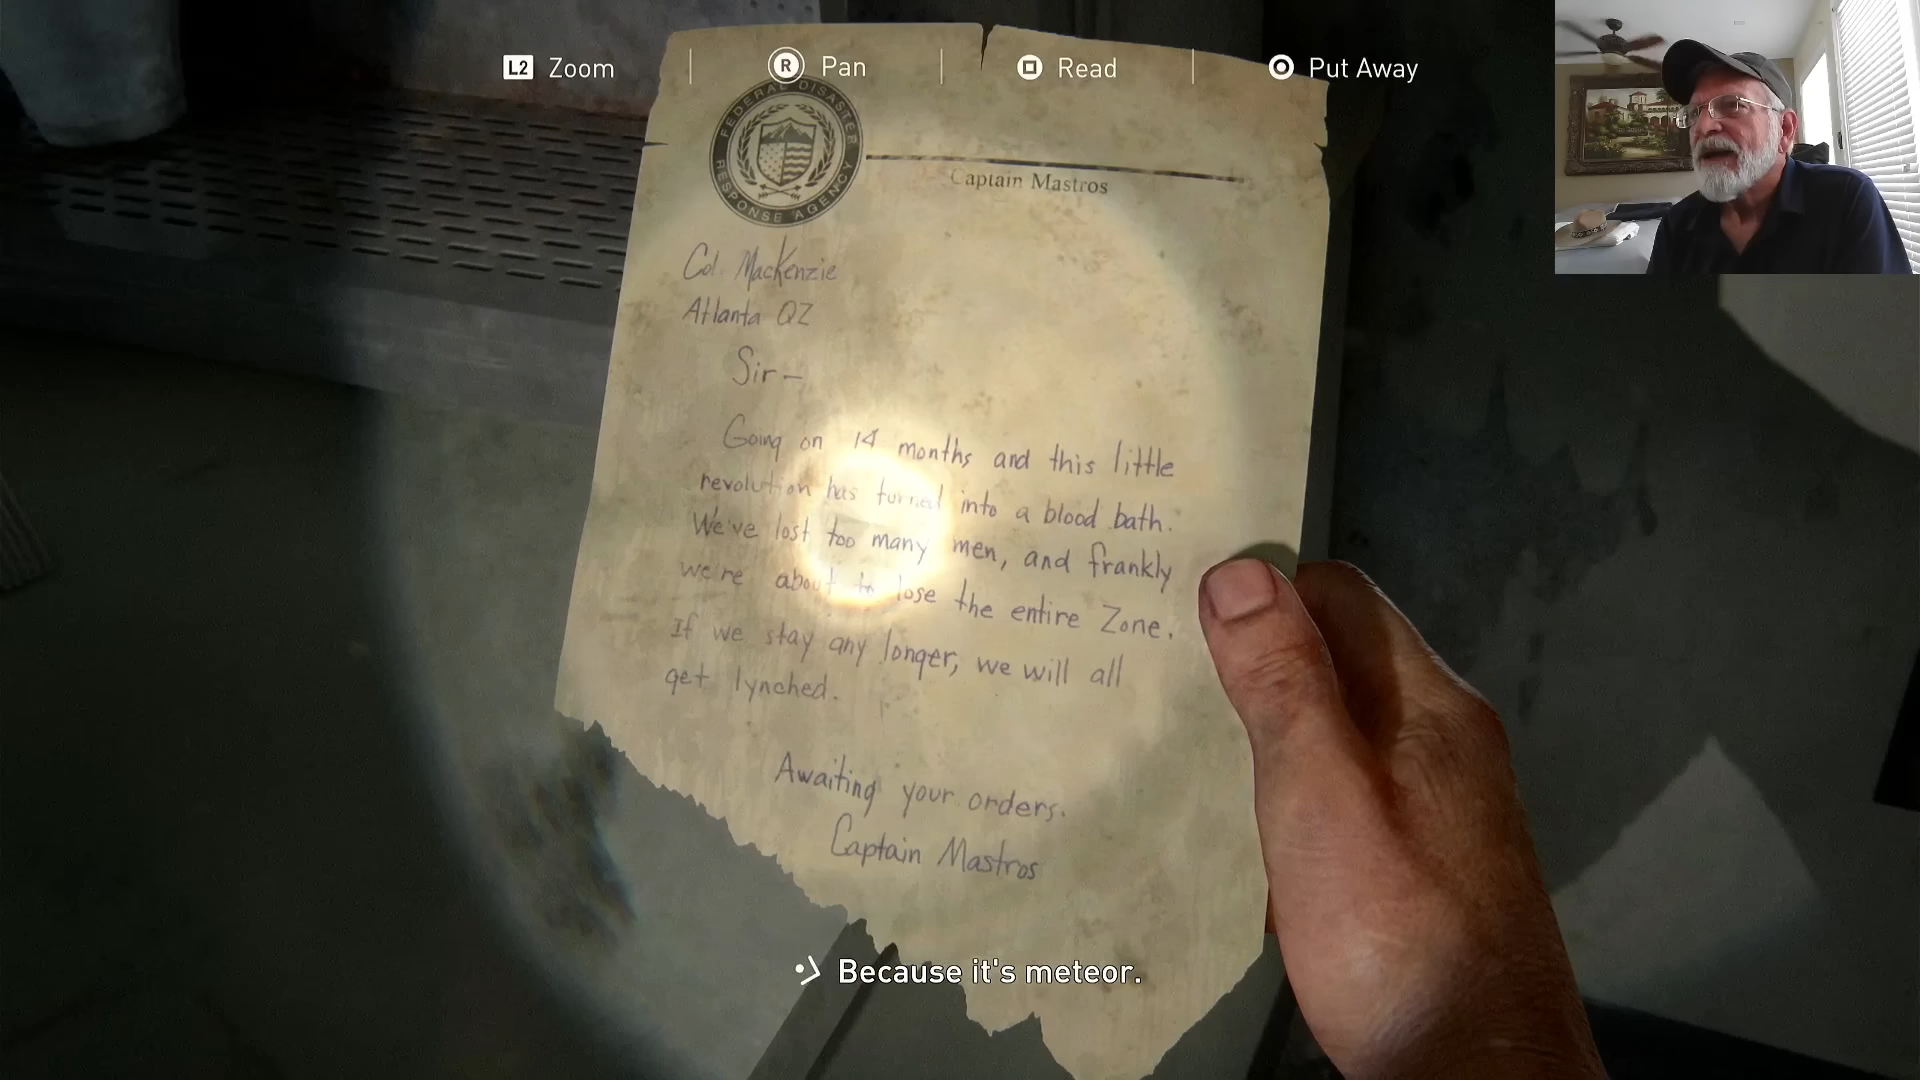 L2 Zoom
R Pan
Read
Put Away
FEDERAL DISASTER
RESPONSE AGENCY
Captain Mastros
Col. MacKenzie
Atlanta QZ
Sir-
Going on 14 months and this little
revolution has turned into a blood bath.
We've lost too many men, and frankly
we're about to lose the entire Zone.
If we stay any longer, we will all
get lynched.
Awaiting your orders.
Captain Mastros
Because it's meteor.